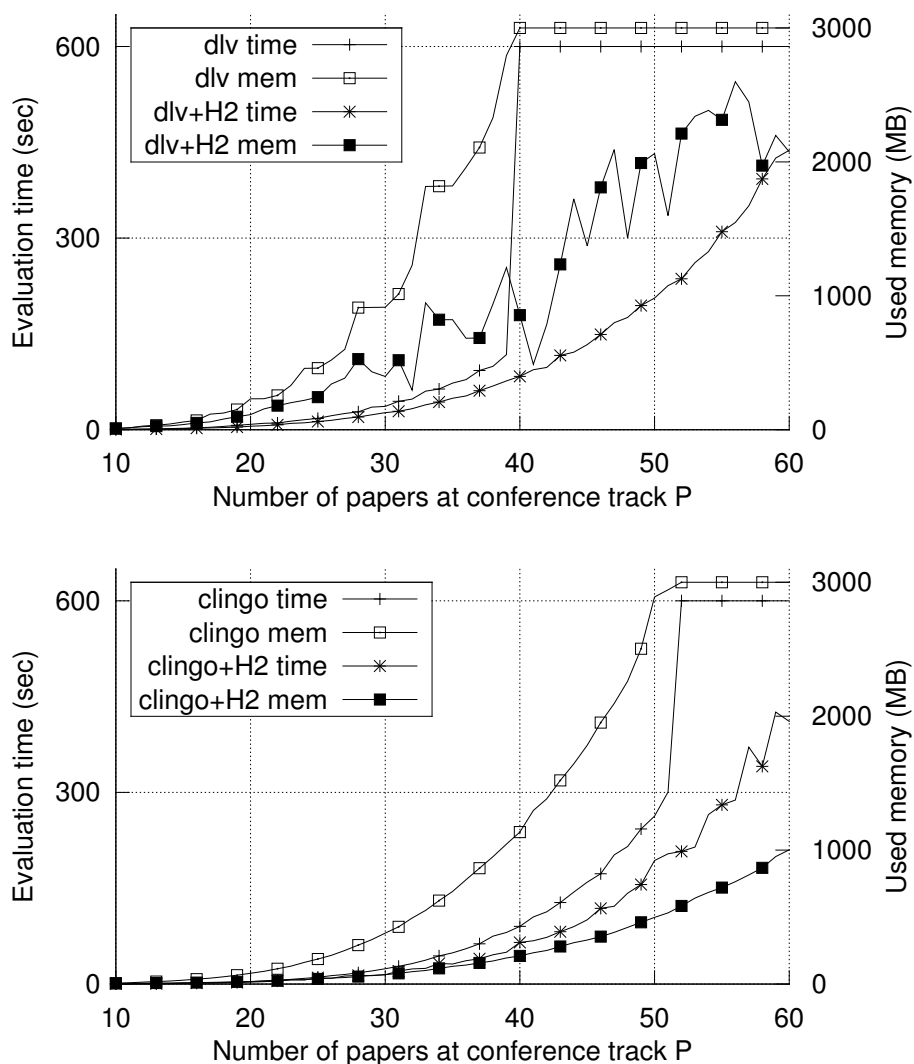 600
300
0
Evaluation time (sec)
dlv time
dlv mem
dlv+H2 time
dlv+H2 mem
3000
2000
1000
0
Used memory (MB)
10 20 30 40 50 60
Number of papers at conference track P
600
300
0
Evaluation time (sec)
clingo time
clingo mem
clingo+H2 time
clingo+H2 mem
3000
2000
1000
0
Used memory (MB)
10 20 30 40 50 60
Number of papers at conference track P